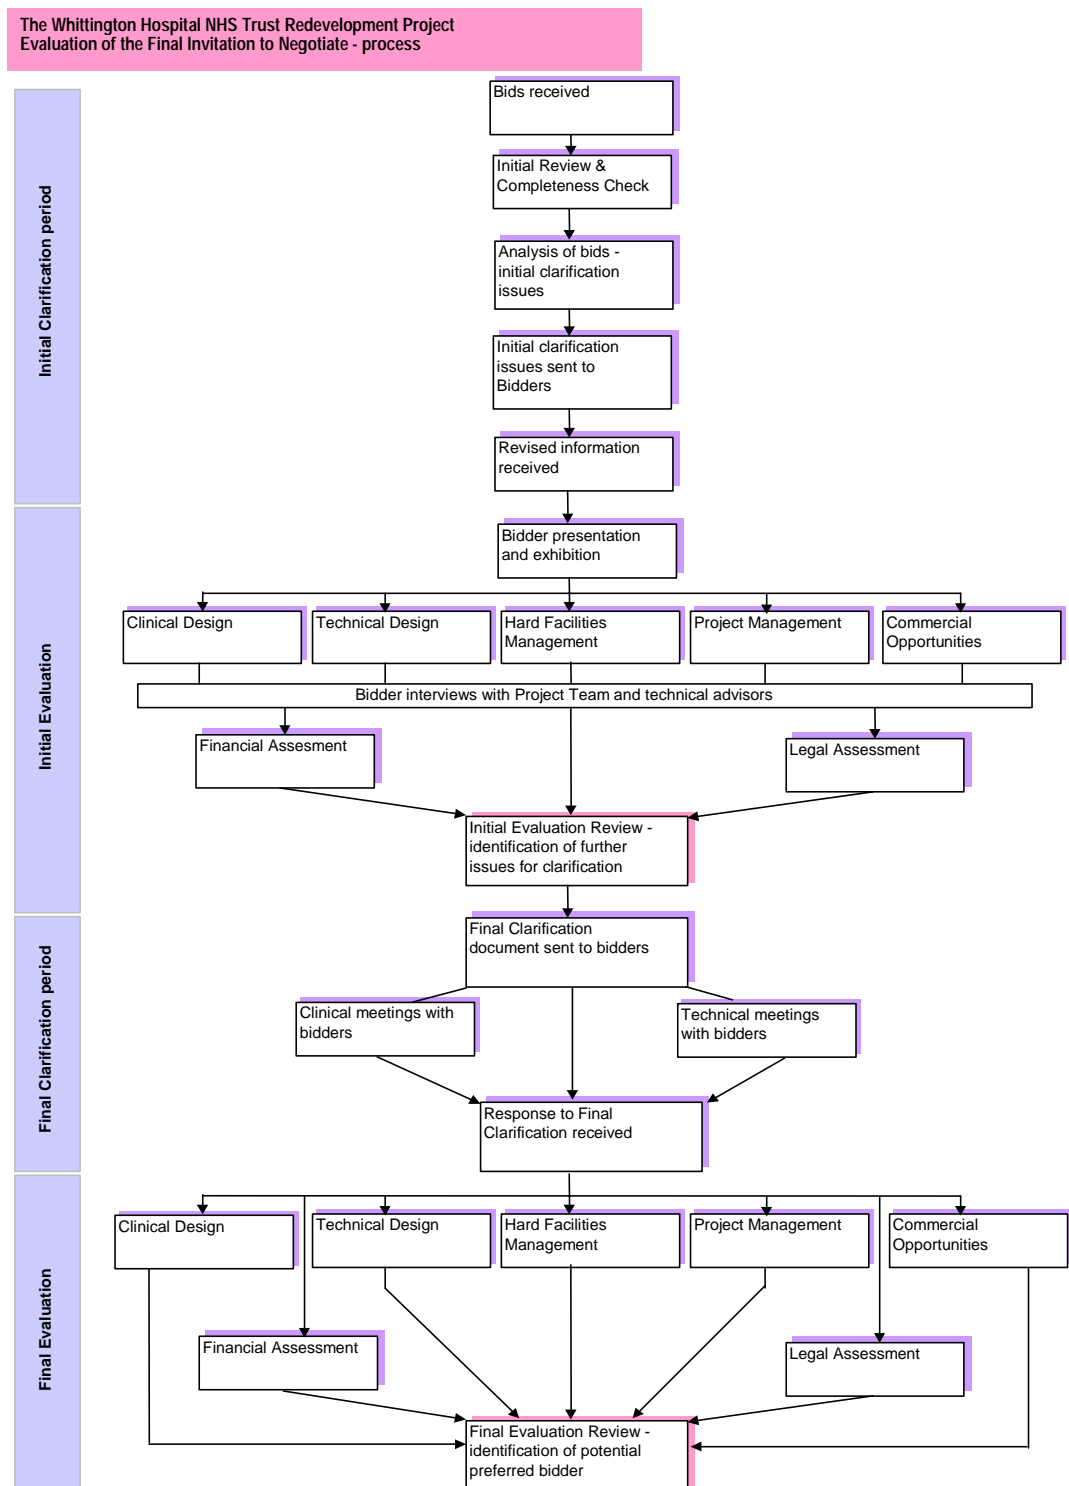 The Whittington Hospital NHS Trust Redevelopment Project
Evaluation of the Final Invitation to Negotiate - process
Initial Clarification period
Bids received
Initial Review &
Completeness Check
Analysis of bids -
initial clarification
issues
Initial clarification
issues sent to
Bidders
Revised information
received
Initial Evaluation
Bidder presentation
and exhibition
Clinical Design
Technical Design
Hard Facilities
Management
Project Management
Commercial
Opportunities
Bidder interviews with Project Team and technical advisors
Financial Assesment
Legal Assessment
Initial Evaluation Review -
identification of further
issues for clarification
Final Clarification period
Final Clarification
document sent to bidders
Clinical meetings with
bidders
Technical meetings
with bidders
Response to Final
Clarification received
Final Evaluation
Clinical Design
Technical Design
Hard Facilities
Management
Project Management
Commercial
Opportunities
Financial Assessment
Legal Assessment
Final Evaluation Review -
identification of potential
preferred bidder